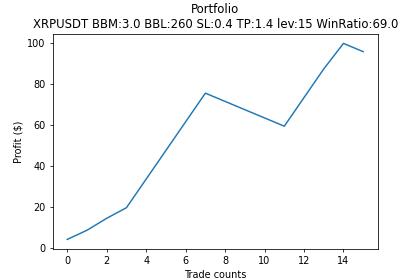 Portfolio
XRPUSDT BBM:3.0 BBL:260 SL:0.4 TP:1.4 lev:15 WinRatio:69.0
100
80
60
40
20
0
Profit ($)
0 2 4 6 8 10 12 14
Trade counts